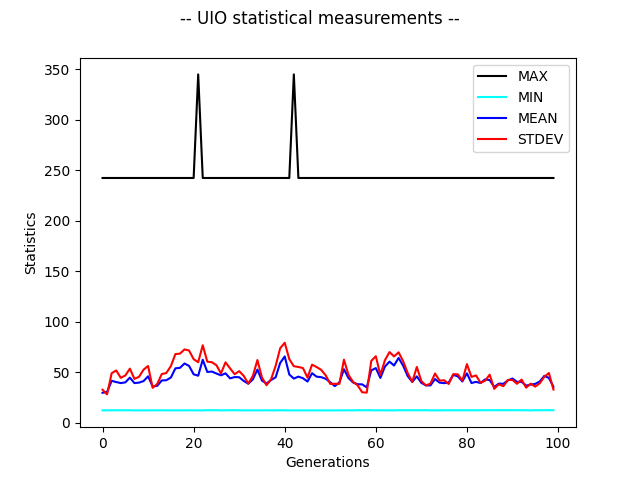 -- UIO statistical measurements --
MAX
MIN
MEAN
STDEV
350
300
250
200
150
100
50
0
Statistics
0 20 40 60 80 100
Generations